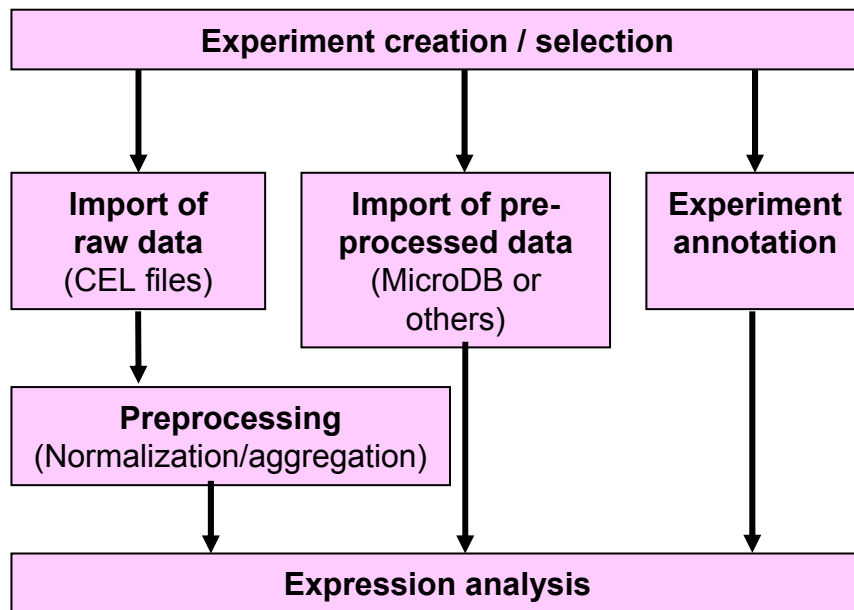 Experiment creation / selection
Import of
raw data
(CEL files)
Import of pre-
processed data
(MicroDB or
others)
Experiment
annotation
Preprocessing
(Normalization/aggregation)
Expression analysis